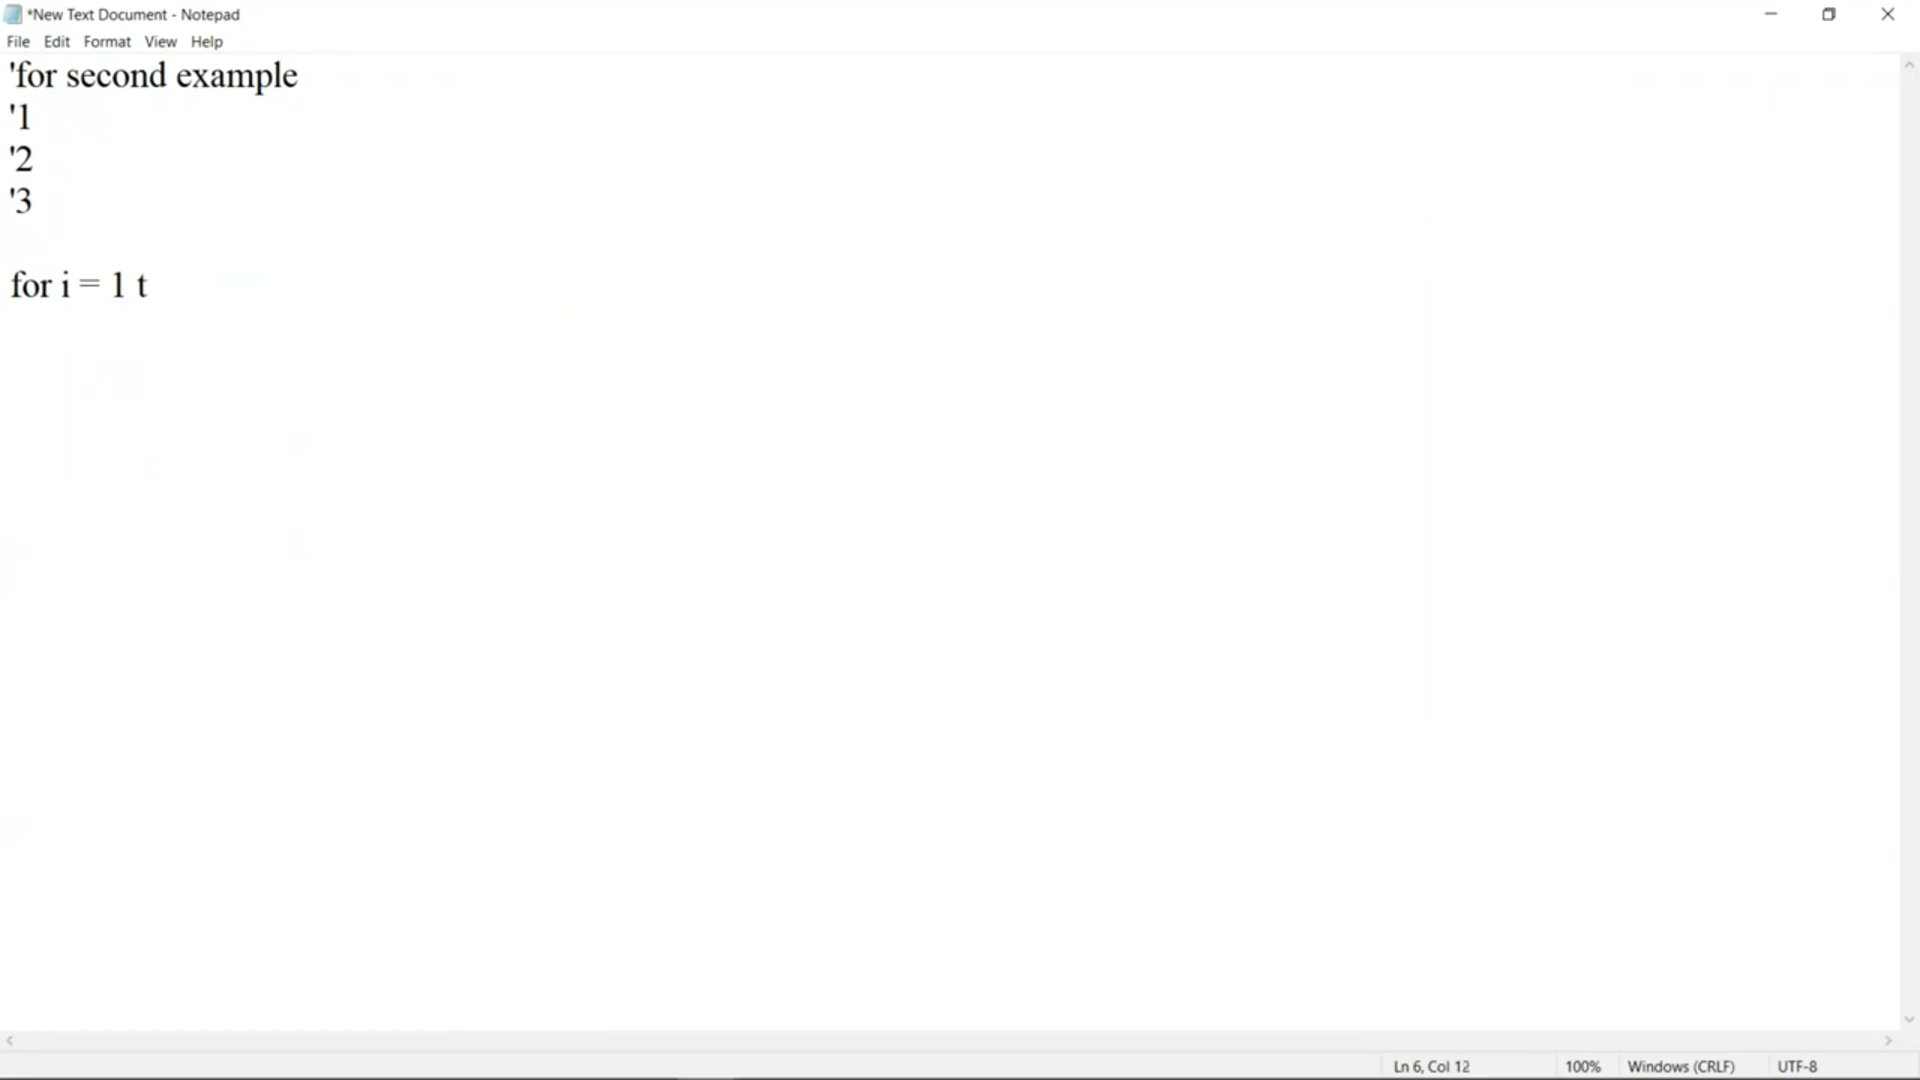 *New Text Document - Notepad
File Edit Format View Help
'for second example
'1
'2
'3
for i = 1 t
Ln 6, Col 12 100% Windows (CRLF) UTF-8